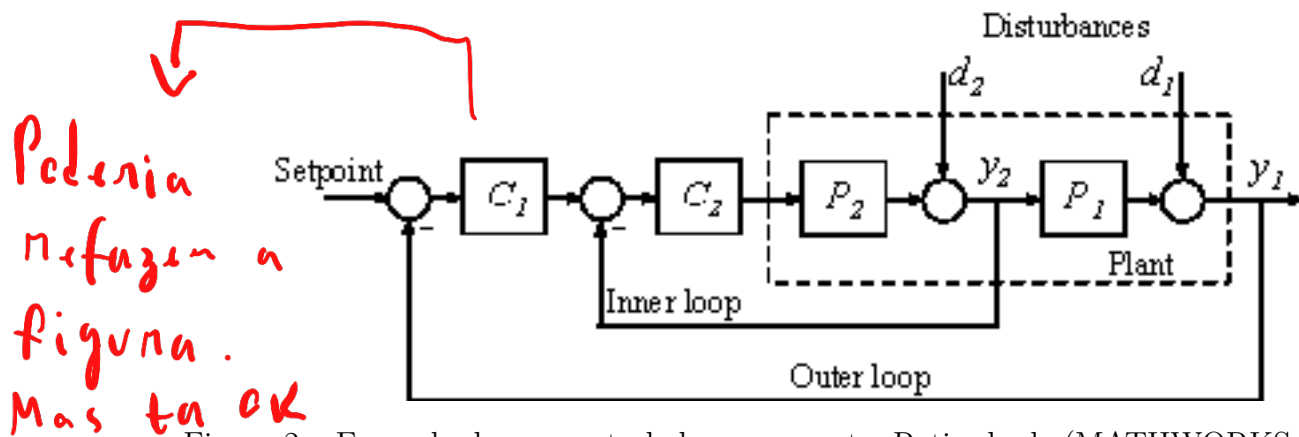 Disturbances
d2 d1
Poderia
refazer a
figura.
Mas ta OK
Setpoint
C1 C2 P2 y2 P1 y1
- -
Plant
Inner loop
Outer loop
(MATHWORKS